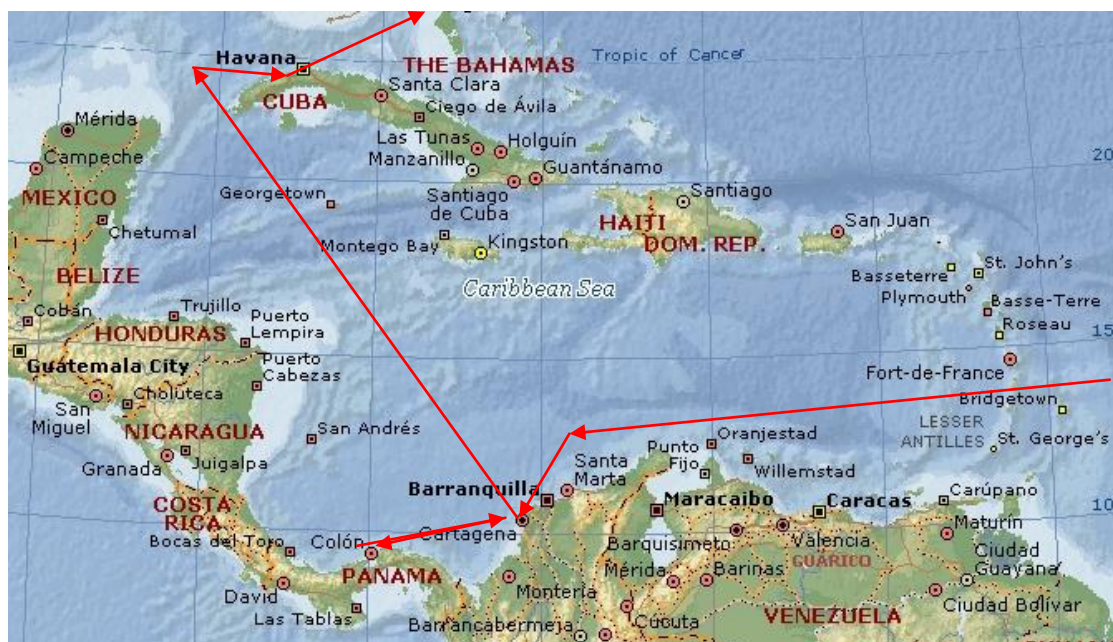 Havana
Tropic of Cancer
THE BAHAMAS
CUBA
Santa Clara
Ciego de Ávila
Mérida
Las Tunas
Holguín
Campeche
Manzanillo
Guantánamo
20
MEXICO
Georgetown
Santiago
de Cuba
Santiago
Chetumal
HAITI
San Juan
Montego Bay
Kingston
DOM. REP.
BELIZE
Caribbean Sea
St. John's
Basseterre
Plymouth
Cobán
Trujillo
Puerto
Lempira
Basse-Terre
Roseau
HONDURAS
15
Guatemala City
Puerto
Cabezas
Fort-de-France
Choluteca
Bridgetown
San
Miguel
NICARAGUA
San Andrés
LESSER
ANTILLES
St. George's
Granada
Juigalpa
Oranjestad
Punto
Fijo
Willemstad
Santa
Marta
Barranquilla
Maracaibo
Caracas
Carúpano
COSTA
RICA
10
Bocas del Toro
Colón
Cartagena
Barquisimeto
Valencia
Maturín
GUÁRICO
Ciudad
Guayana
PANAMA
David
Montería
Mérida
Barinas
Las Tablas
VENEZUELA
Ciudad Bolívar
Barrancabermeja
Cúcuta